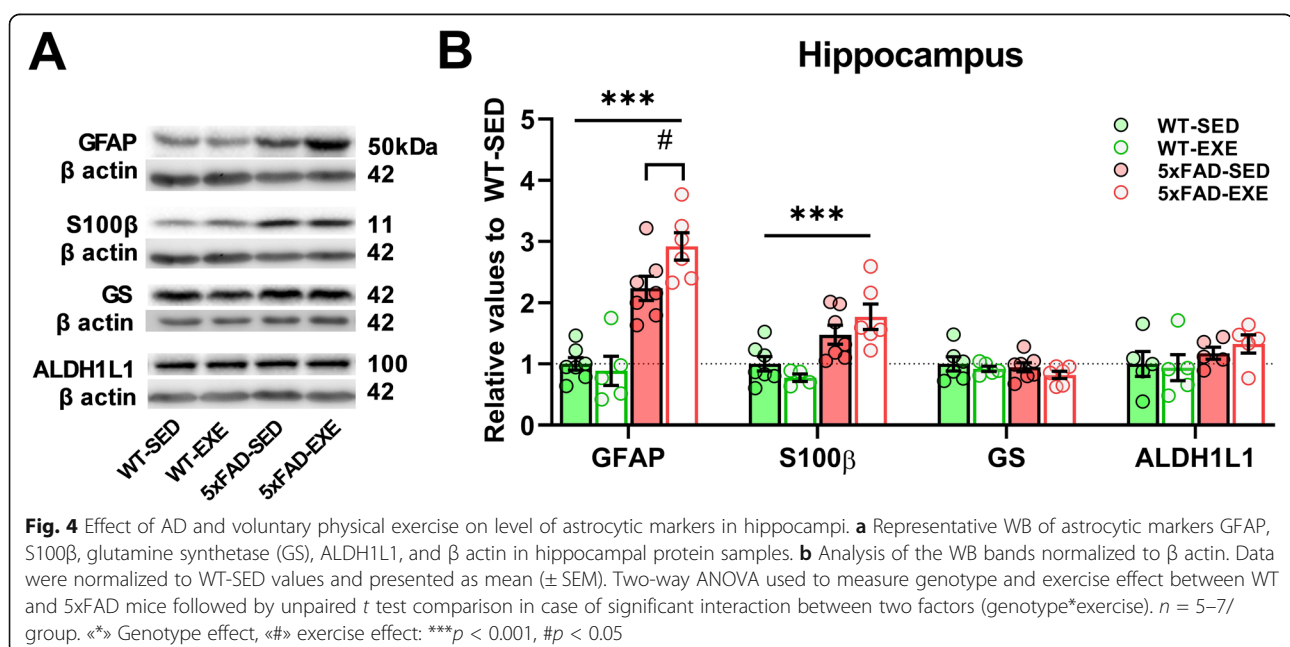 A
GFAP 50kDa
β actin 42
S100β 11
β actin 42
GS 42
β actin 42
ALDH1L1 100
β actin 42
WT-SED WT-EXE 5xFAD-SED 5xFAD-EXE
B
Hippocampus
Relative values to WT-SED
5
4
3
2
1
0
***
#
***
WT-SED
WT-EXE
5xFAD-SED
5xFAD-EXE
GFAP S100β GS ALDH1L1
Fig. 4 Effect of AD and voluntary physical exercise on level of astrocytic markers in hippocampi. a Representative WB of astrocytic markers GFAP,
S100β, glutamine synthetase (GS), ALDH1L1, and β actin in hippocampal protein samples. b Analysis of the WB bands normalized to β actin. Data
were normalized to WT-SED values and presented as mean (± SEM). Two-way ANOVA used to measure genotype and exercise effect between WT
and 5xFAD mice followed by unpaired t test comparison in case of significant interaction between two factors (genotype*exercise). n = 5–7/
group. «*» Genotype effect, «#» exercise effect: ***p < 0.001, #p < 0.05